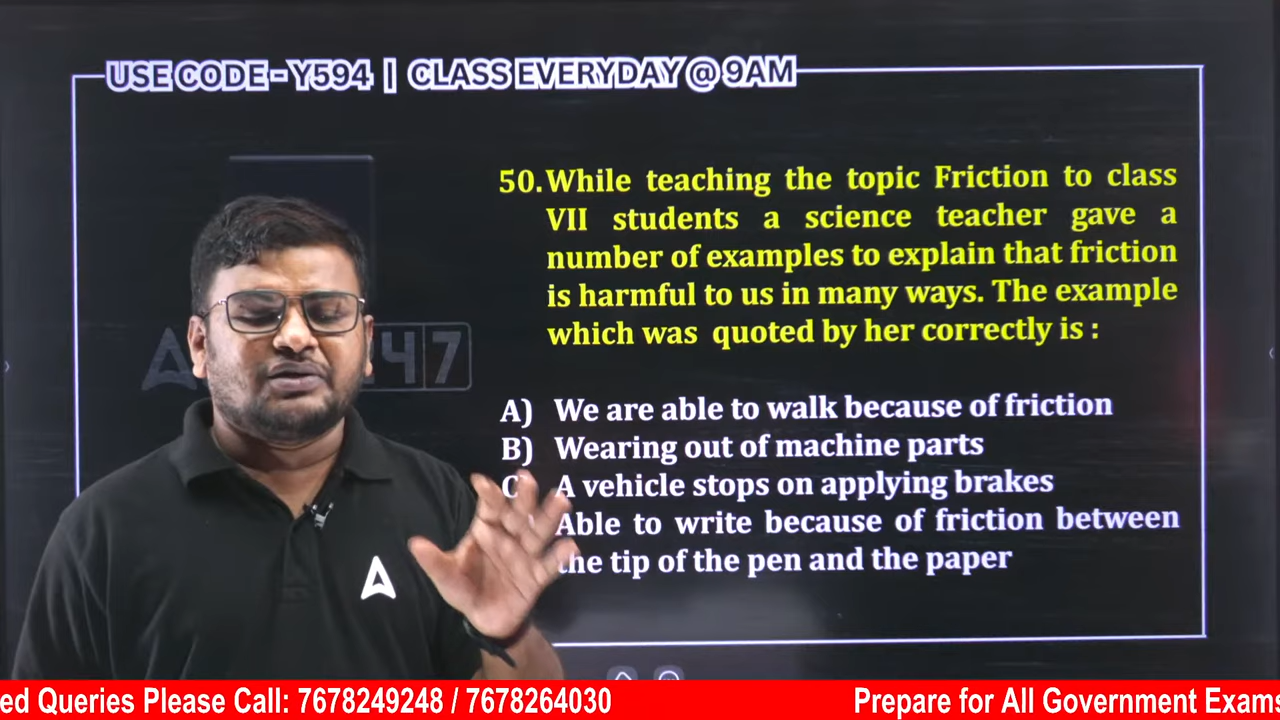 USE CODE - Y594 | CLASS EVERYDAY @ 9AM
50. While teaching the topic Friction to class
VII students a science teacher gave a
number of examples to explain that friction
is harmful to us in many ways. The example
which was quoted by her correctly is :
A) We are able to walk because of friction
B) Wearing out of machine parts
A vehicle stops on applying brakes
Able to write because of friction between
the tip of the pen and the paper
47
ed Queries Please Call: 7678249248 / 7678264030 Prepare for All Government Exams